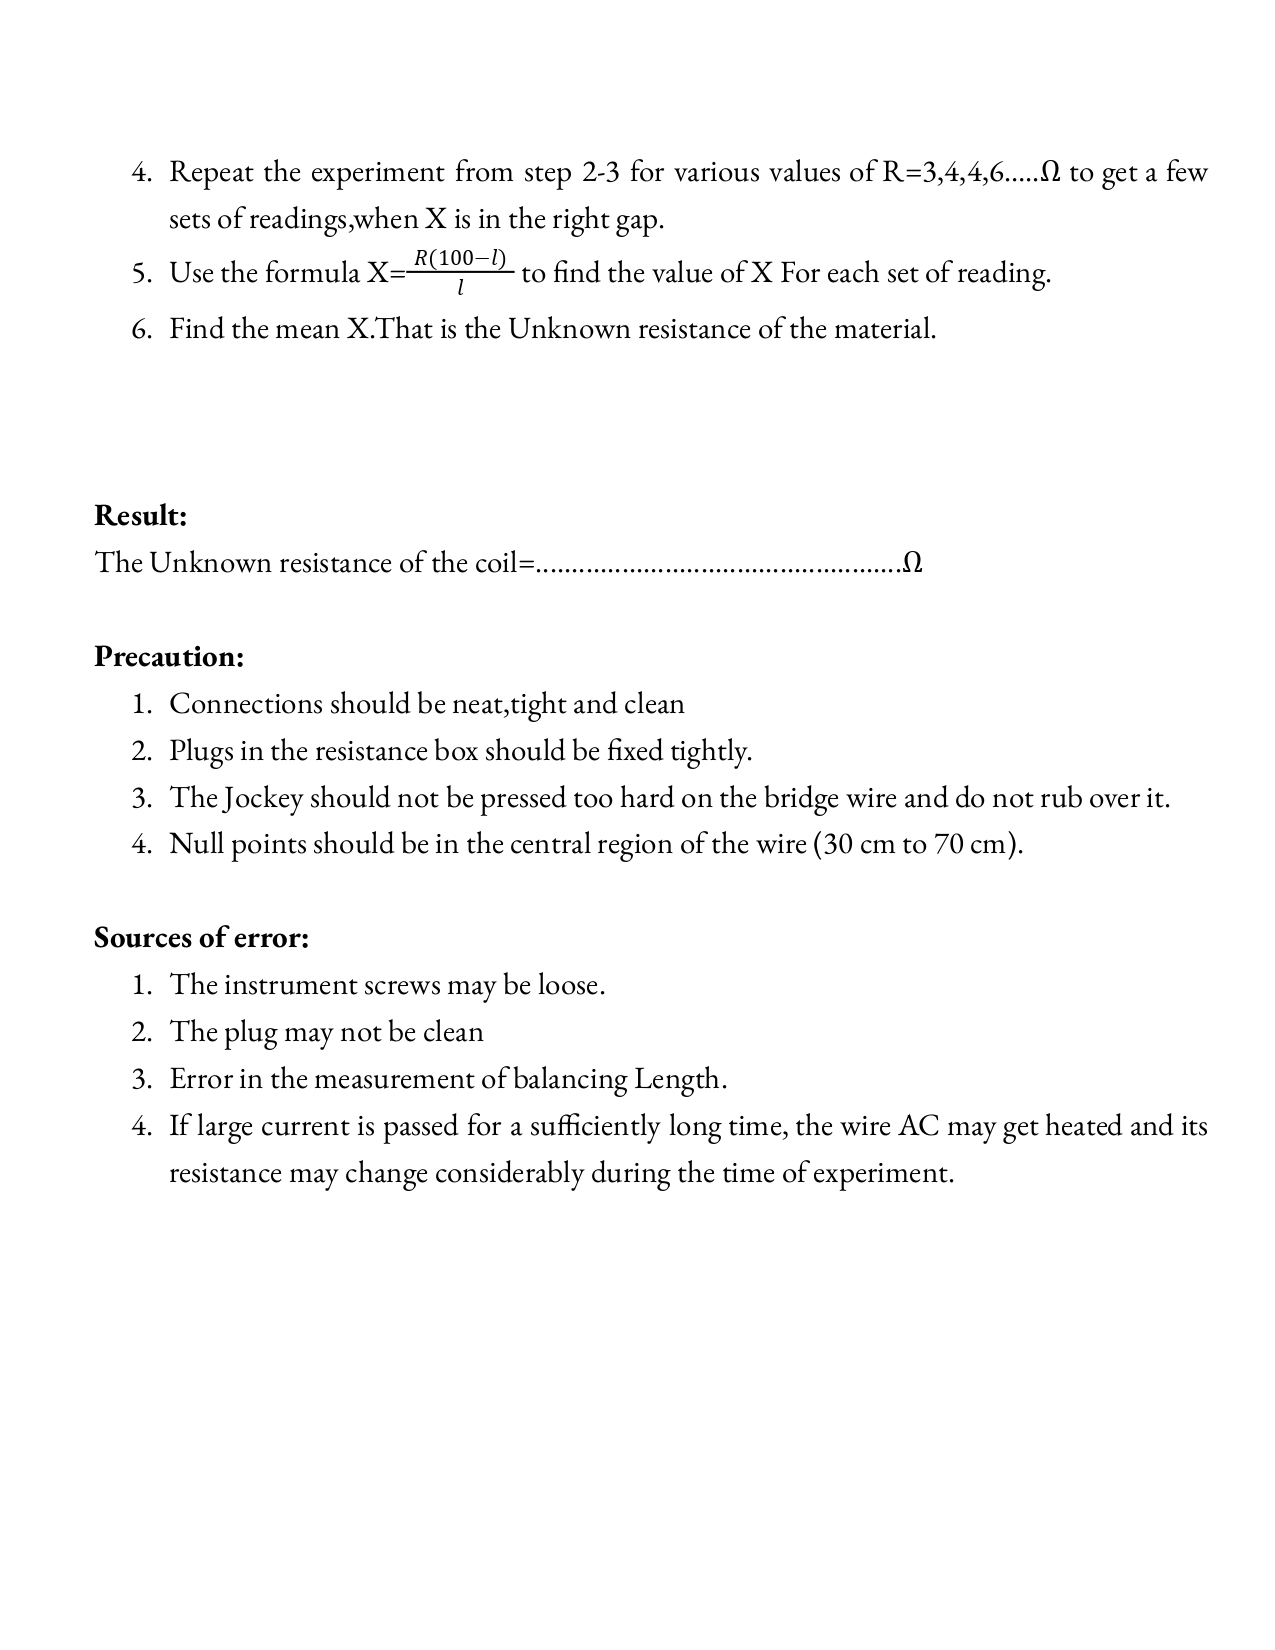 4. Repeat the experiment from step 2-3 for various values of R=3,4,4,6.....Ω to get a few
sets of readings,when X is in the right gap.
5. Use the formula X=R(100−l)/l to find the value of X For each set of reading.
6. Find the mean X.That is the Unknown resistance of the material.
Result:
The Unknown resistance of the coil=...................................................Ω
Precaution:
1. Connections should be neat,tight and clean
2. Plugs in the resistance box should be fixed tightly.
3. The Jockey should not be pressed too hard on the bridge wire and do not rub over it.
4. Null points should be in the central region of the wire (30 cm to 70 cm).
Sources of error:
1. The instrument screws may be loose.
2. The plug may not be clean
3. Error in the measurement of balancing Length.
4. If large current is passed for a sufficiently long time, the wire AC may get heated and its
resistance may change considerably during the time of experiment.